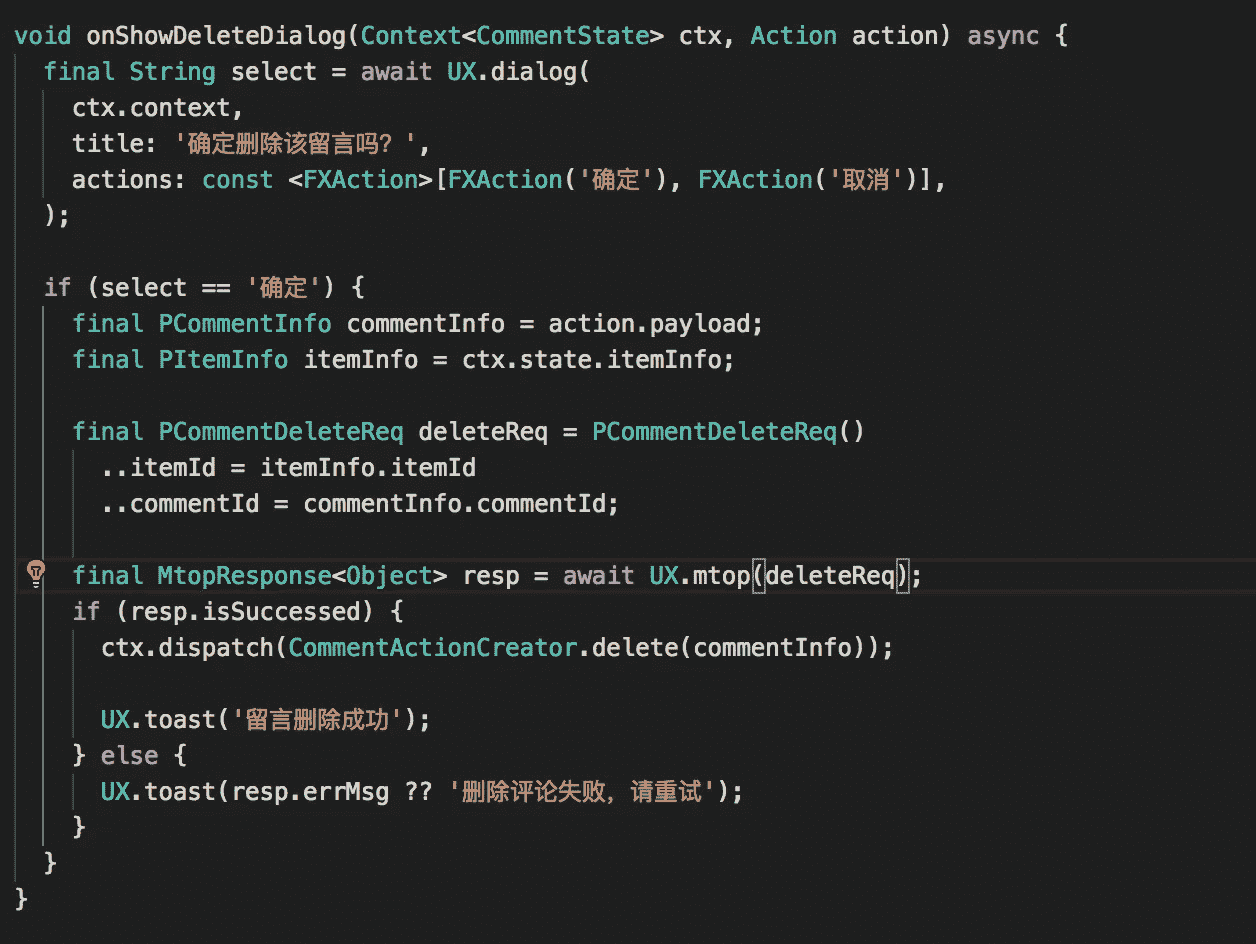 void onShowDeleteDialog(Context<CommentState> ctx, Action action) async {
  final String select = await UX.dialog(
    ctx.context,
    title: '确定删除该留言吗？',
    actions: const <FXAction>[FXAction('确定'), FXAction('取消')],
  );

  if (select == '确定') {
    final PCommentInfo commentInfo = action.payload;
    final PItemInfo itemInfo = ctx.state.itemInfo;

    final PCommentDeleteReq deleteReq = PCommentDeleteReq()
      ..itemId = itemInfo.itemId
      ..commentId = commentInfo.commentId;

    final MtopResponse<Object> resp = await UX.mtop(deleteReq);
    if (resp.isSuccessed) {
      ctx.dispatch(CommentActionCreator.delete(commentInfo));

      UX.toast('留言删除成功');
    } else {
      UX.toast(resp.errMsg ?? '删除评论失败，请重试');
    }
  }
}